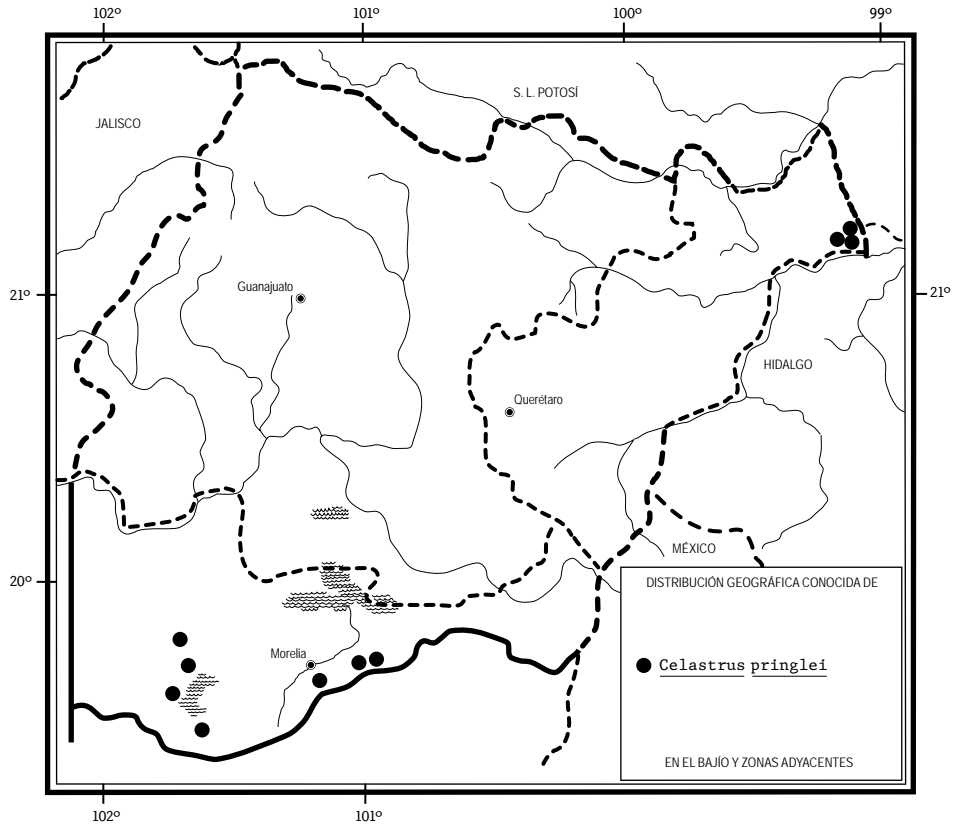 102º 101º 100º 99º
S. L. POTOSÍ
JALISCO
Guanajuato
21º 21º
HIDALGO
Querétaro
MÉXICO
20º
DISTRIBUCIÓN GEOGRÁFICA CONOCIDA DE
Morelia
Celastrus pringlei
EN EL BAJÍO Y ZONAS ADYACENTES
102º 101º